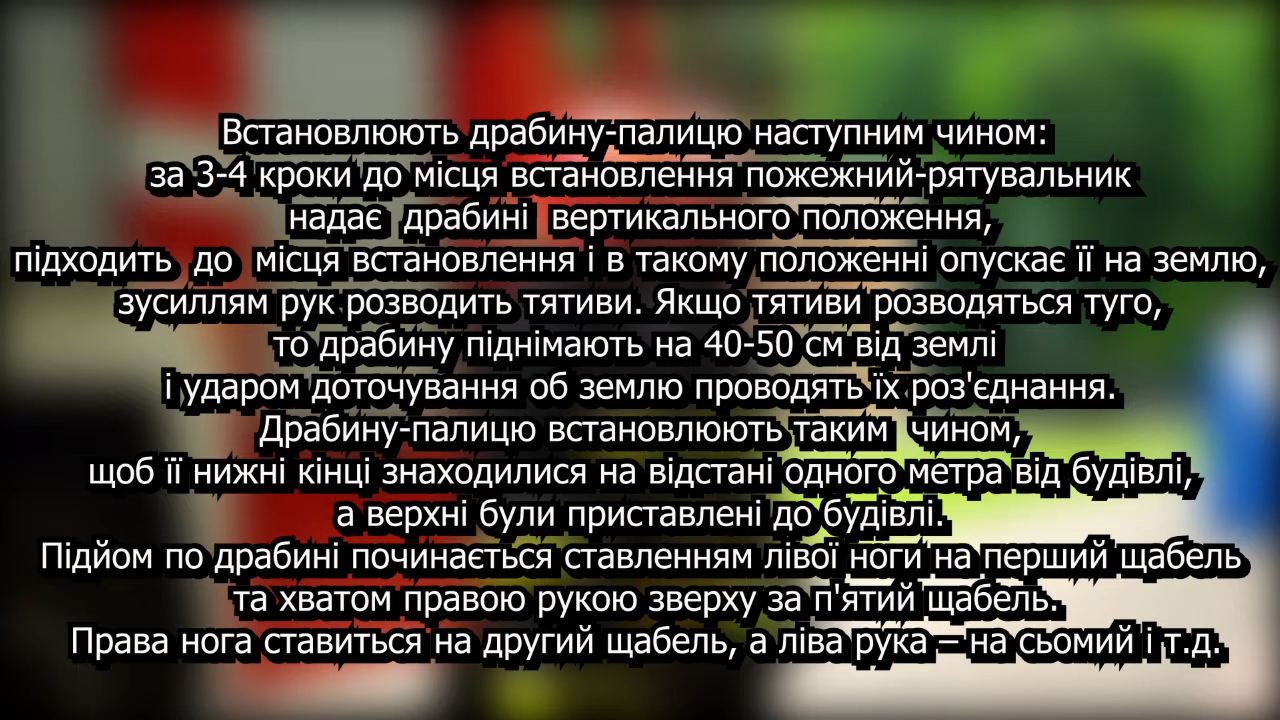 Встановлюють драбину-палицю наступним чином:
за 3-4 кроки до місця встановлення пожежний-рятувальник
надає драбині вертикального положення,
підходить до місця встановлення і в такому положенні опускає її на землю,
зусиллям рук розводить тятиви. Якщо тятиви розводяться туго,
то драбину піднімають на 40-50 см від землі
і ударом доточування об землю проводять їх роз'єднання.
Драбину-палицю встановлюють таким чином,
щоб її нижні кінці знаходилися на відстані одного метра від будівлі,
а верхні були приставлені до будівлі.
Підйом по драбині починається ставленням лівої ноги на перший щабель
та хватом правою рукою зверху за п'ятий щабель.
Права нога ставиться на другий щабель, а ліва рука – на сьомий і т.д.